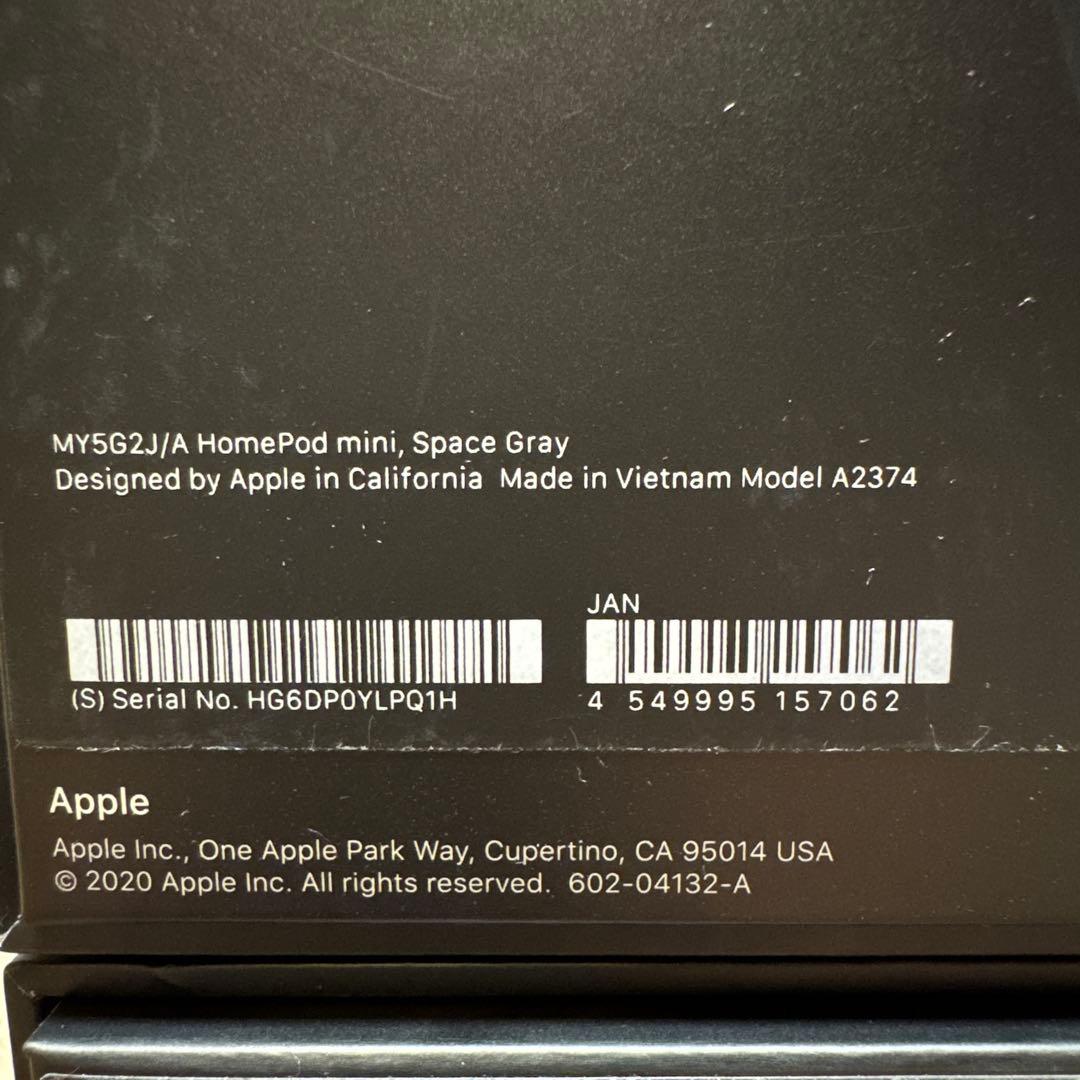 MY5G2J/A HomePod mini, Space Gray
Designed by Apple in California  Made in Vietnam Model A2374
JAN
(S) Serial No. HG6DP0YLPQ1H
4 549995 157062
Apple
Apple Inc., One Apple Park Way, Cupertino, CA 95014 USA
© 2020 Apple Inc. All rights reserved.  602-04132-A